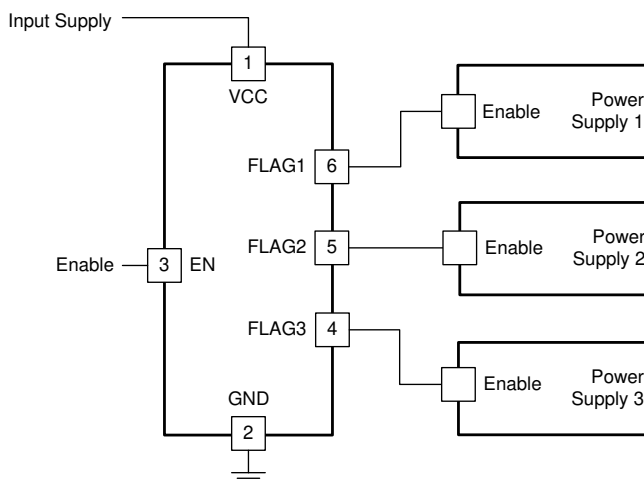 Input Supply
1
VCC
FLAG1
6
FLAG2
5
FLAG3
4
Enable
3
EN
GND
2
Enable
Power
Supply 1
Enable
Power
Supply 2
Enable
Power
Supply 3